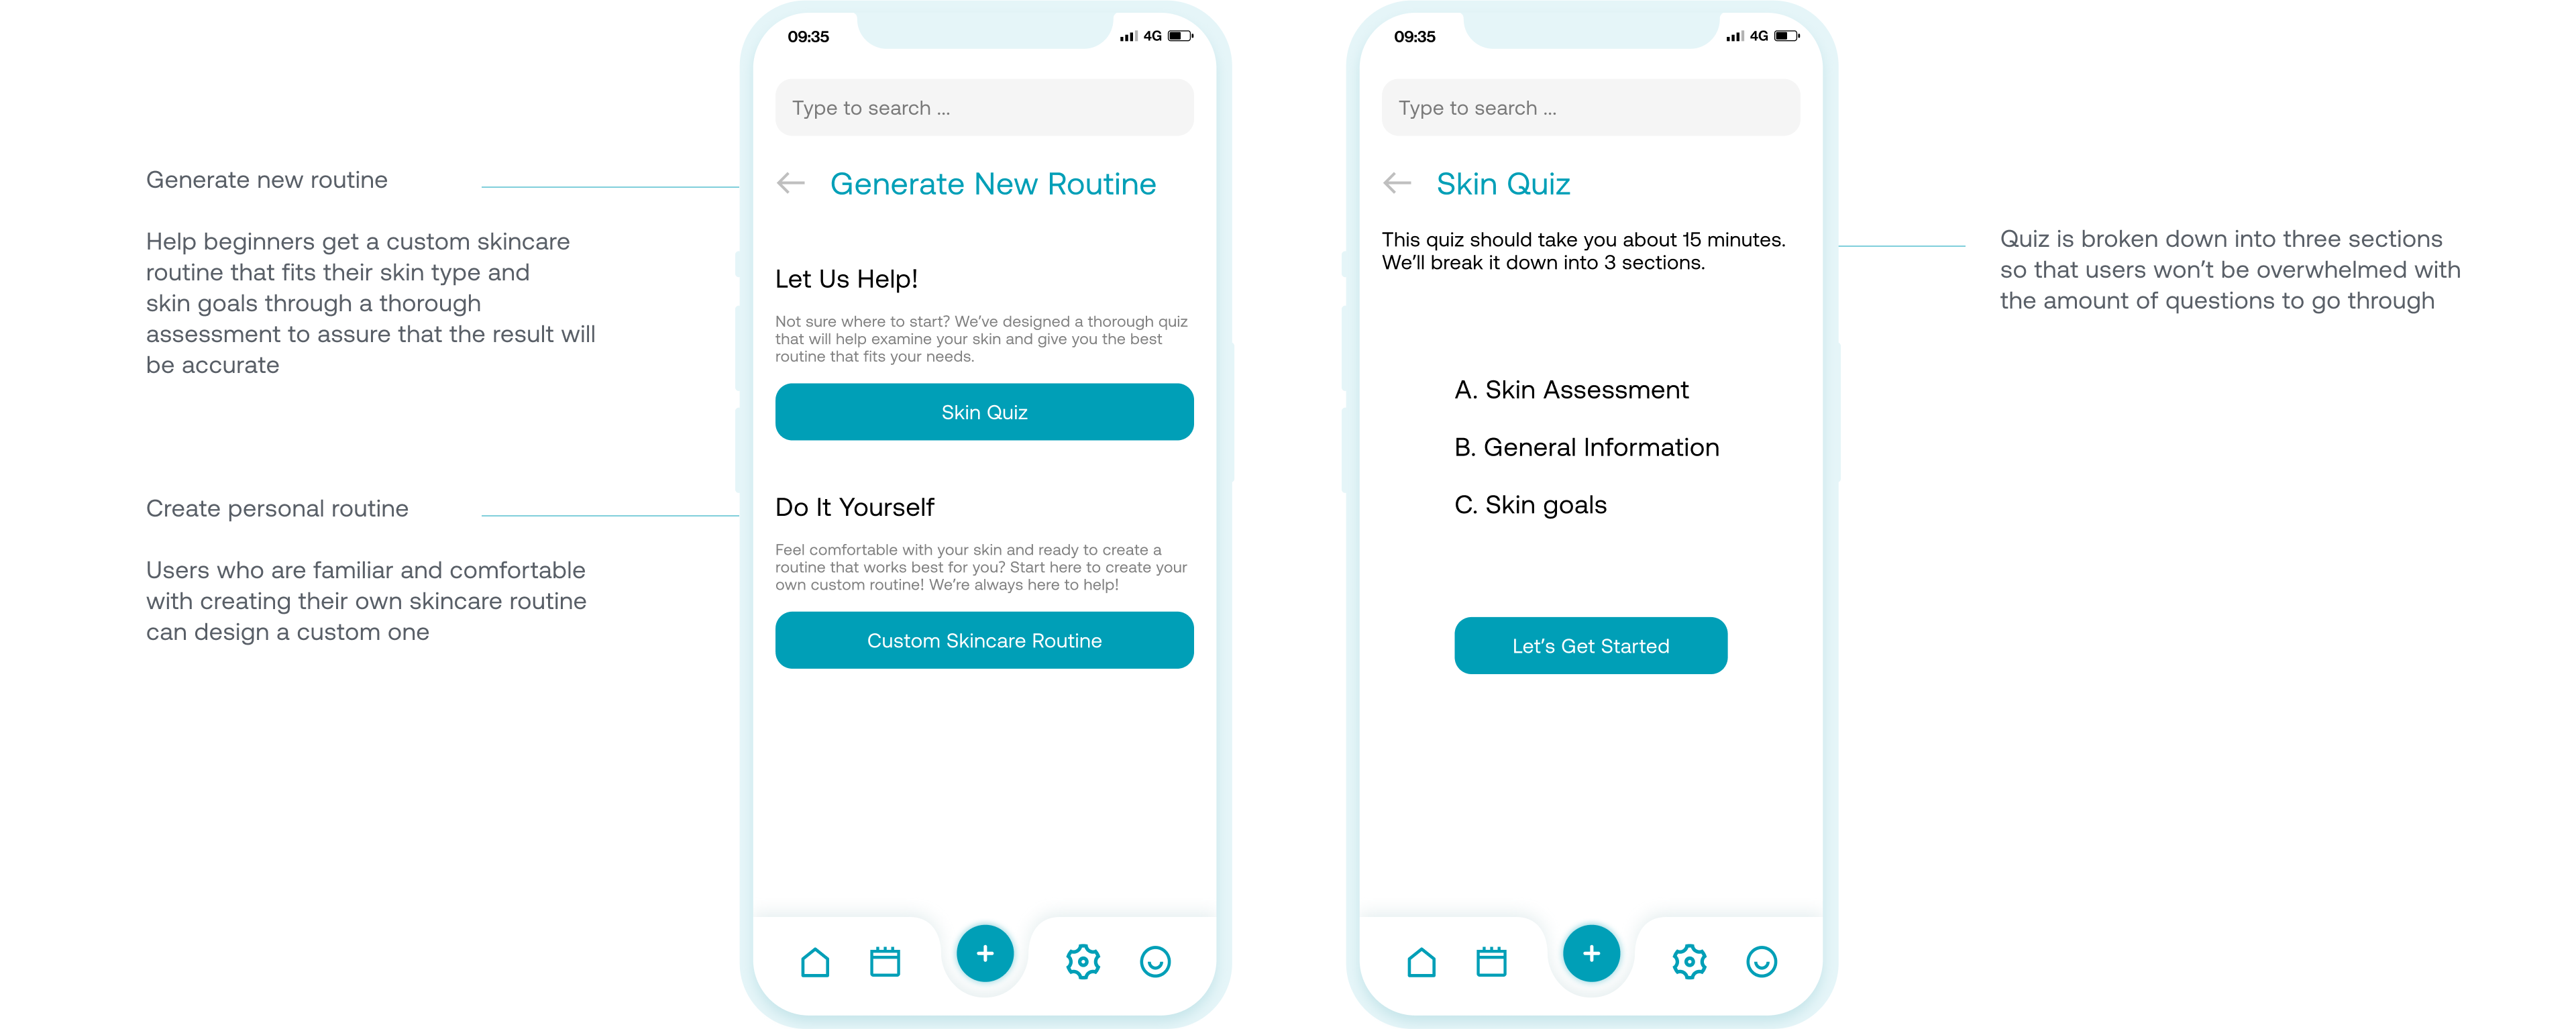 Generate new routine
Help beginners get a custom skincare
routine that fits their skin type and
skin goals through a thorough
assessment to assure that the result will
be accurate
Create personal routine
Users who are familiar and comfortable
with creating their own skincare routine
can design a custom one
09:35
4G
Type to search ...
Generate New Routine
Let Us Help!
Not sure where to start? We’ve designed a thorough quiz
that will help examine your skin and give you the best
routine that fits your needs.
Skin Quiz
Do It Yourself
Feel comfortable with your skin and ready to create a
routine that works best for you? Start here to create your
own custom routine! We’re always here to help!
Custom Skincare Routine
09:35
4G
Type to search ...
Skin Quiz
This quiz should take you about 15 minutes.
We’ll break it down into 3 sections.
A. Skin Assessment
B. General Information
C. Skin goals
Let’s Get Started
Quiz is broken down into three sections
so that users won’t be overwhelmed with
the amount of questions to go through